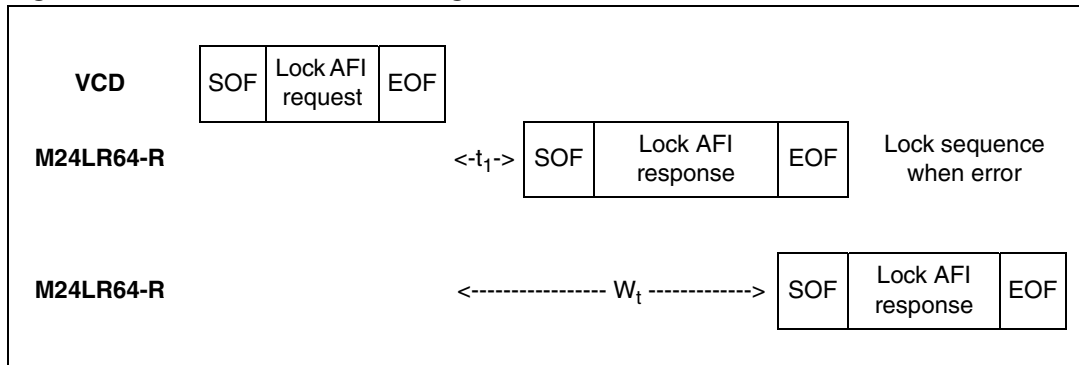 VCD SOF Lock AFI request EOF
M24LR64-R <-t1-> SOF Lock AFI response EOF Lock sequence when error
M24LR64-R <----------------- Wt -------------> SOF Lock AFI response EOF